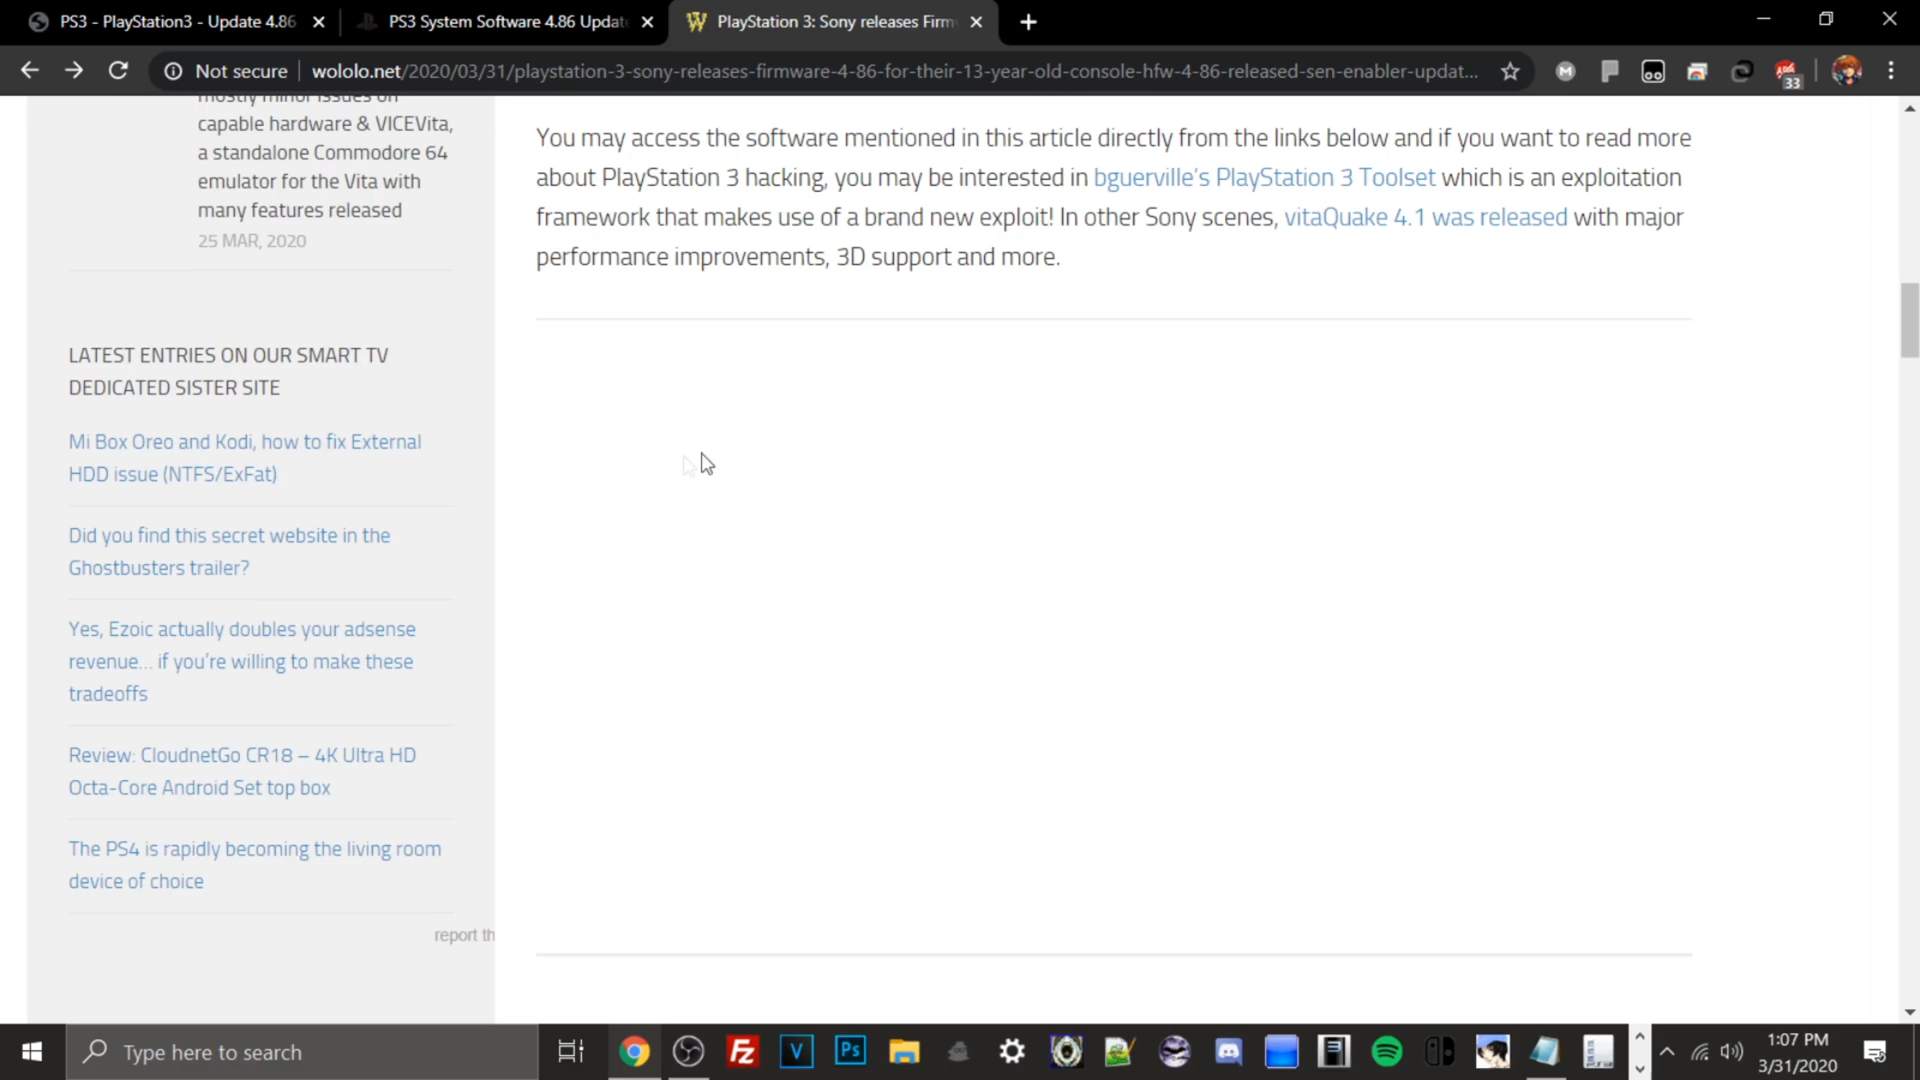 PS3 - PlayStation3 - Update 4.86
PS3 System Software 4.86 Updat
PlayStation 3: Sony releases Firm
Not secure
wololo.net/2020/03/31/playstation-3-sony-releases-firmware-4-86-for-their-13-year-old-console-hfw-4-86-released-sen-enabler-updat...
33
mostly minor issues on
capable hardware & VICEVita,
a standalone Commodore 64
emulator for the Vita with
many features released
25 MAR, 2020
LATEST ENTRIES ON OUR SMART TV
DEDICATED SISTER SITE
Mi Box Oreo and Kodi, how to fix External
HDD issue (NTFS/ExFat)
Did you find this secret website in the
Ghostbusters trailer?
Yes, Ezoic actually doubles your adsense
revenue... if you're willing to make these
tradeoffs
Review: CloudnetGo CR18 – 4K Ultra HD
Octa-Core Android Set top box
The PS4 is rapidly becoming the living room
device of choice
report th
You may access the software mentioned in this article directly from the links below and if you want to read more
about PlayStation 3 hacking, you may be interested in bguerville's PlayStation 3 Toolset which is an exploitation
framework that makes use of a brand new exploit! In other Sony scenes, vitaQuake 4.1 was released with major
performance improvements, 3D support and more.
Type here to search
1:07 PM
3/31/2020